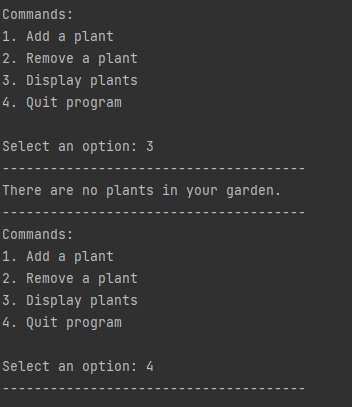 Commands:
1. Add a plant
2. Remove a plant
3. Display plants
4. Quit program
Select an option: 3
--------------------------------------
There are no plants in your garden.
--------------------------------------
Commands:
1. Add a plant
2. Remove a plant
3. Display plants
4. Quit program
Select an option: 4
--------------------------------------